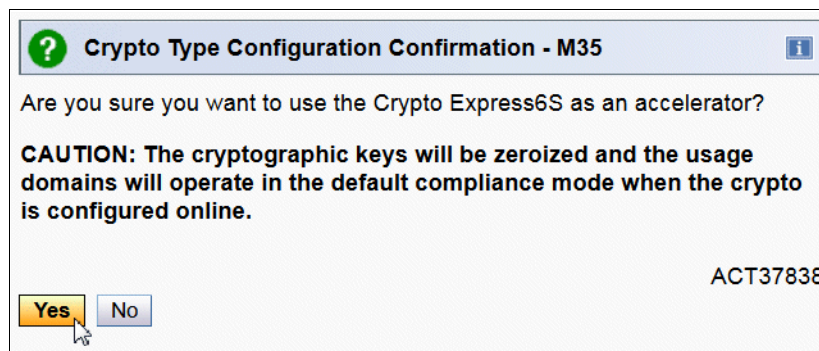 Crypto Type Configuration Confirmation - M35
Are you sure you want to use the Crypto Express6S as an accelerator?
CAUTION: The cryptographic keys will be zeroized and the usage
domains will operate in the default compliance mode when the crypto
is configured online.
ACT37838
Yes No